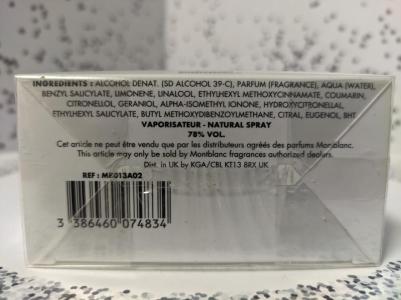 INGREDIENTS : ALCOHOL DENAT. (SD ALCOHOL 39-C), PARFUM (FRAGRANCE), AQUA (WATER),
BENZYL SALICYLATE, LIMONENE, LINALOOL, ETHYLHEXYL METHOXYCINNAMATE, COUMARIN,
CITRONELLOL, GERANIOL, ALPHA-ISOMETHYL IONONE, HYDROXYCITRONELLAL,
ETHYLHEXYL SALICYLATE, BUTYL METHOXYDIBENZOYLMETHANE, CITRAL, EUGENOL, BHT
VAPORISATEUR - NATURAL SPRAY
78% VOL.
Cet article ne peut être vendu que par les distributeurs agréés des parfums Montblanc.
This article may only be sold by Montblanc fragrances authorized dealers.
Dist. in UK by KGA/CBL KT13 8RX UK
REF : MB013A02
3 386460 074834